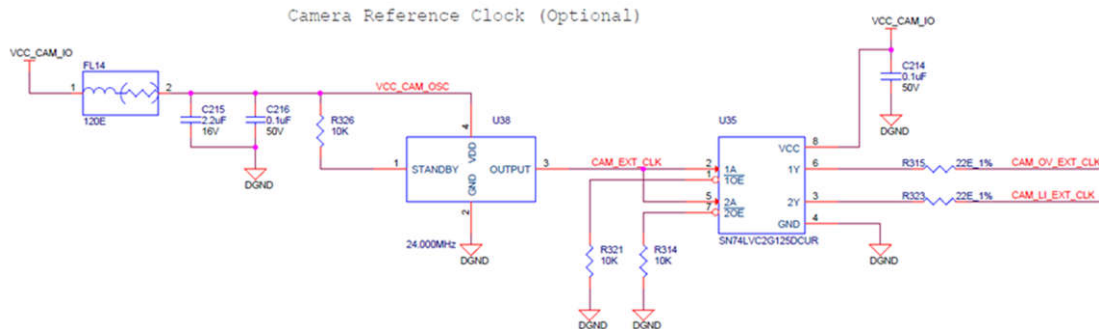 Camera Reference Clock (Optional)
VCC_CAM_IO
FL14
1
2
120E
C215
2.2uF
16V
C216
0.1uF
50V
DGND
VCC_CAM_OSC
R326
10K
U38
4
VDD
1
STANDBY
OUTPUT
3
GND
2
24.000MHz
DGND
CAM_EXT_CLK
R321
10K
DGND
R314
10K
DGND
VCC_CAM_IO
C214
0.1uF
50V
DGND
U35
VCC
8
2
1A
1Y
6
1
1OE
5
2A
2Y
3
7
2OE
GND
4
SN74LVC2G125DCUR
DGND
R315
22E_1%
CAM_OV_EXT_CLK
R323
22E_1%
CAM_LI_EXT_CLK